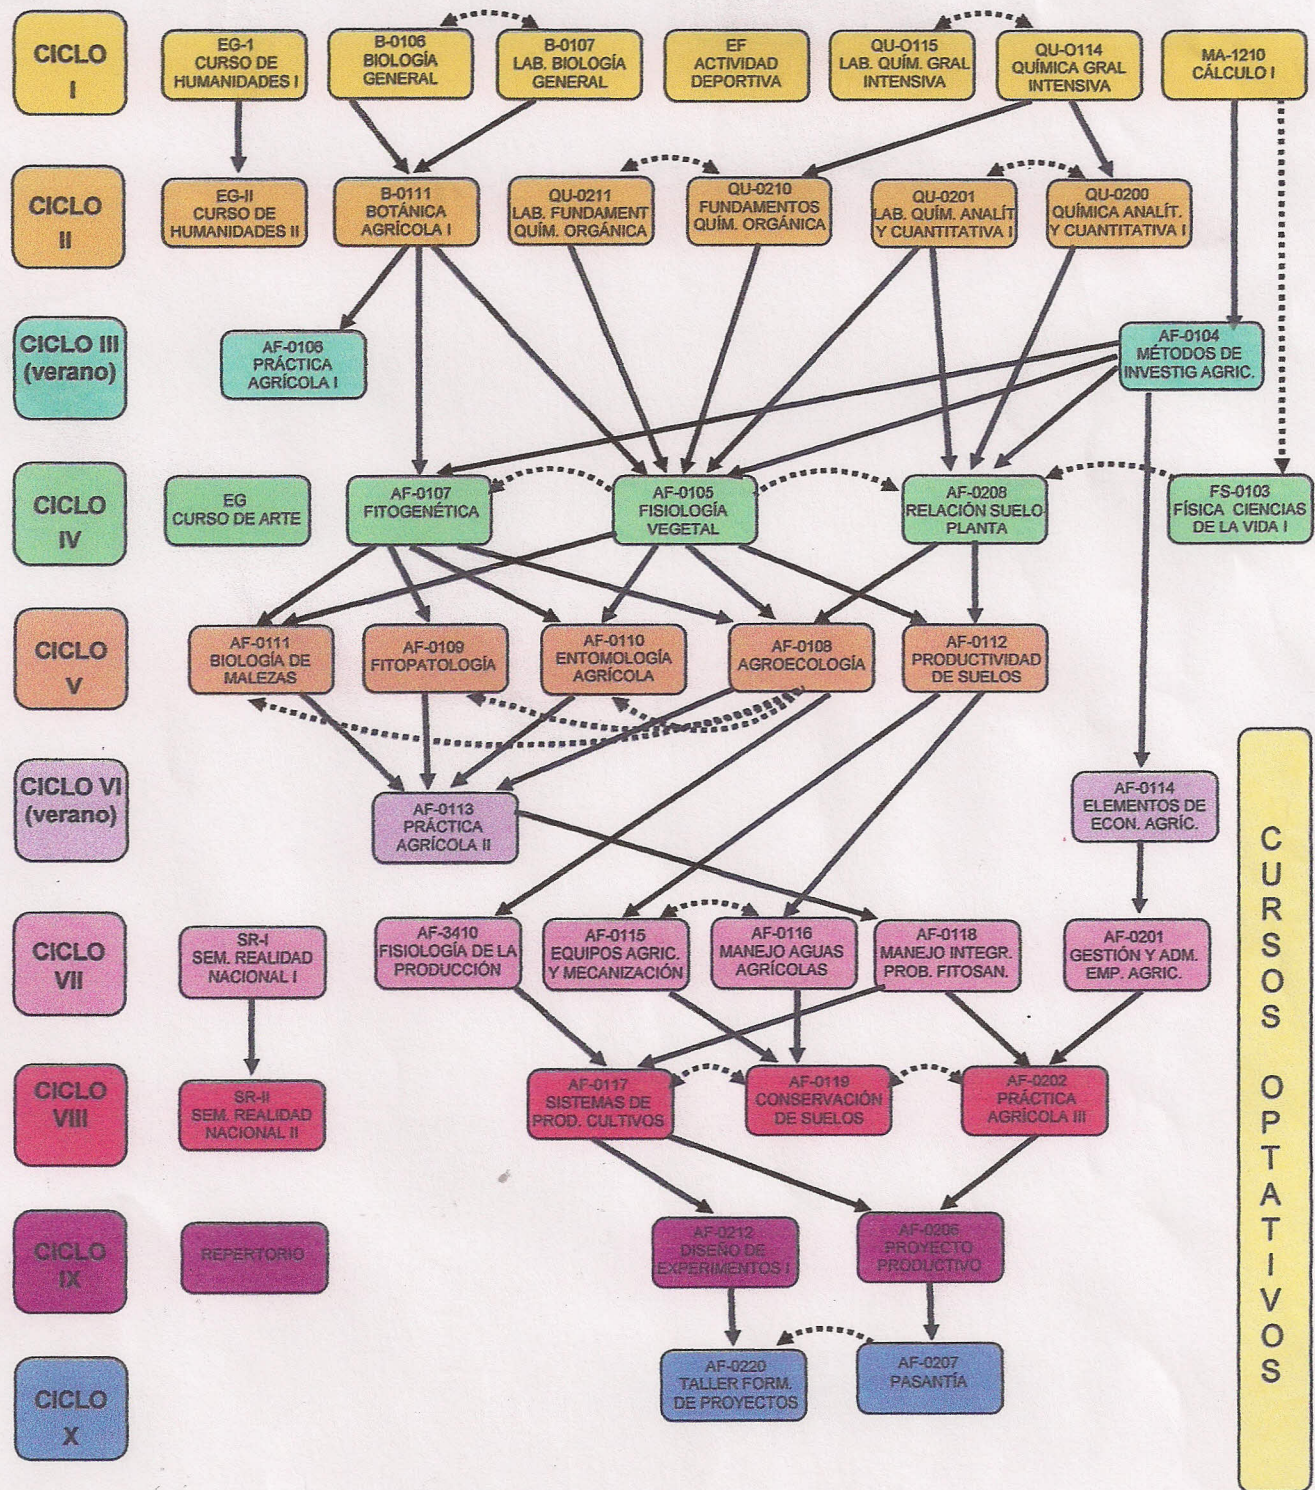 CICLO
I
EG-1
CURSO DE
HUMANIDADES I
B-0106
BIOLOGÍA
GENERAL
B-0107
LAB. BIOLOGÍA
GENERAL
EF
ACTIVIDAD
DEPORTIVA
QU-O115
LAB. QUÍM. GRAL
INTENSIVA
QU-O114
QUÍMICA GRAL
INTENSIVA
MA-1210
CÁLCULO I
CICLO
II
EG-II
CURSO DE
HUMANIDADES II
B-0111
BOTÁNICA
AGRÍCOLA I
QU-0211
LAB. FUNDAMENT
QUÍM. ORGÁNICA
QU-0210
FUNDAMENTOS
QUÍM. ORGÁNICA
QU-0201
LAB. QUÍM. ANALÍT
Y CUANTITATIVA I
QU-0200
QUÍMICA ANALÍT.
Y CUANTITATIVA I
CICLO III
(verano)
AF-0106
PRÁCTICA
AGRÍCOLA I
AF-0104
MÉTODOS DE
INVESTIG AGRIC.
CICLO
IV
EG
CURSO DE ARTE
AF-0107
FITOGENÉTICA
AF-0105
FISIOLOGÍA
VEGETAL
AF-0208
RELACIÓN SUELO
PLANTA
FS-0103
FÍSICA CIENCIAS
DE LA VIDA I
CICLO
V
AF-0111
BIOLOGÍA DE
MALEZAS
AF-0109
FITOPATOLOGÍA
AF-0110
ENTOMOLOGÍA
AGRÍCOLA
AF-0108
AGROECOLOGÍA
AF-0112
PRODUCTIVIDAD
DE SUELOS
CICLO VI
(verano)
AF-0113
PRÁCTICA
AGRÍCOLA II
AF-0114
ELEMENTOS DE
ECON. AGRÍC.
CICLO
VII
SR-I
SEM. REALIDAD
NACIONAL I
AF-3410
FISIOLOGÍA DE LA
PRODUCCIÓN
AF-0115
EQUIPOS AGRIC.
Y MECANIZACIÓN
AF-0116
MANEJO AGUAS
AGRÍCOLAS
AF-0118
MANEJO INTEGR.
PROB. FITOSAN.
AF-0201
GESTIÓN Y ADM.
EMP. AGRIC.
CICLO
VIII
SR-II
SEM. REALIDAD
NACIONAL II
AF-0117
SISTEMAS DE
PROD. CULTIVOS
AF-0119
CONSERVACIÓN
DE SUELOS
AF-0202
PRÁCTICA
AGRÍCOLA III
CICLO
IX
REPERTORIO
AF-0212
DISEÑO DE
EXPERIMENTOS I
AF-0206
PROYECTO
PRODUCTIVO
CICLO
X
AF-0220
TALLER FORM.
DE PROYECTOS
AF-0207
PASANTÍA
CURSOS OPTATIVOS